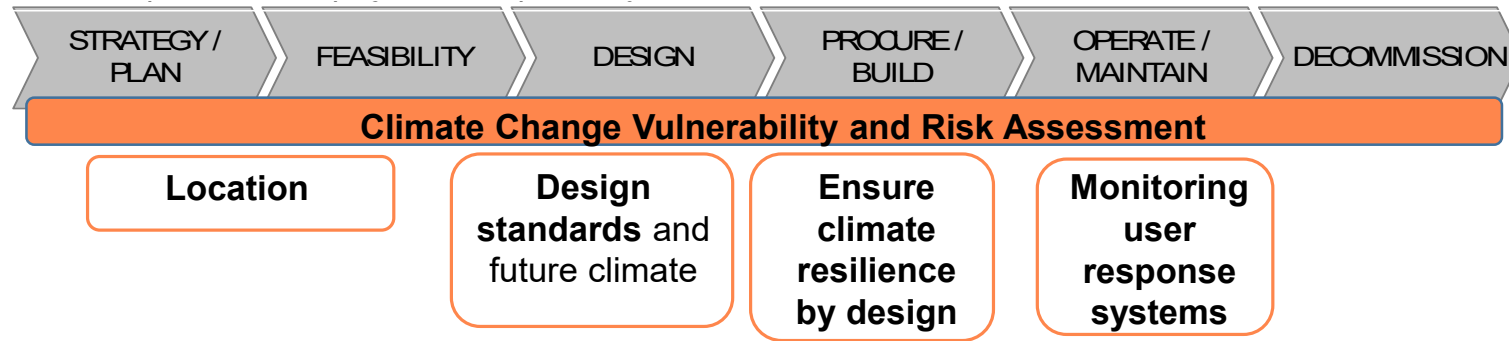 STRATEGY /
PLAN
FEASIBILITY
DESIGN
PROCURE /
BUILD
OPERATE /
MAINTAIN
DECOMMISSION
Climate Change Vulnerability and Risk Assessment
Location
Design
standards and
future climate
Ensure
climate
resilience
by design
Monitoring
user
response
systems